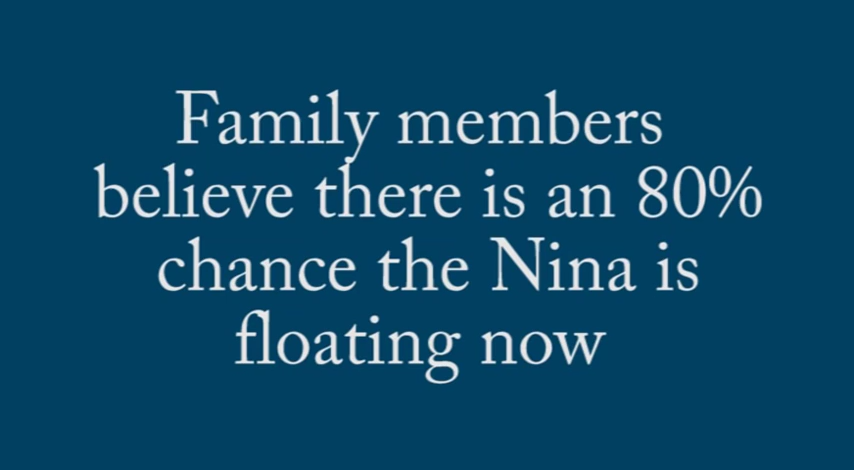 Family members
believe there is an 80%
chance the Nina is
floating now